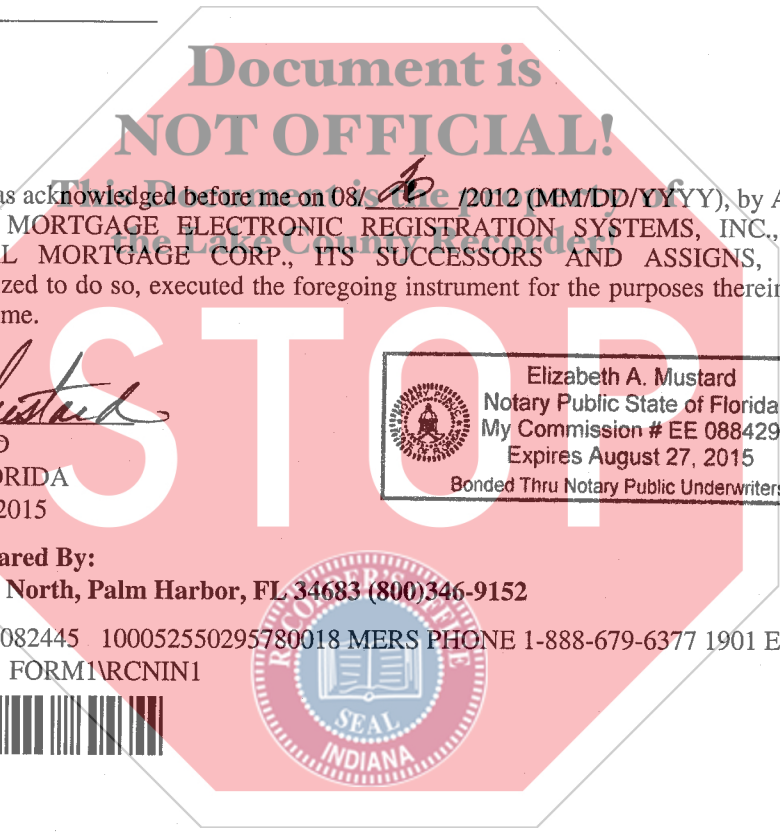 Document is
NOT OFFICIAL!
This Document is the property of
the Lake County Recorder!
as acknowledged before me on 08/20/2012 (MM/DD/YYYY), by A
MORTGAGE ELECTRONIC REGISTRATION SYSTEMS, INC.,
L MORTGAGE CORP., ITS SUCCESSORS AND ASSIGNS,
zed to do so, executed the foregoing instrument for the purposes therein
me.
STOP
ustard
D
ORIDA
2015
Elizabeth A. Mustard
Notary Public State of Florida
My Commission # EE 088429
Expires August 27, 2015
Bonded Thru Notary Public Underwriters
ared By:
North, Palm Harbor, FL 34683 (800)346-9152
082445 100052550295780018 MERS PHONE 1-888-679-6377 1901 E
FORM1\RCNIN1
RECORDER'S OFFICE
SEAL
INDIANA